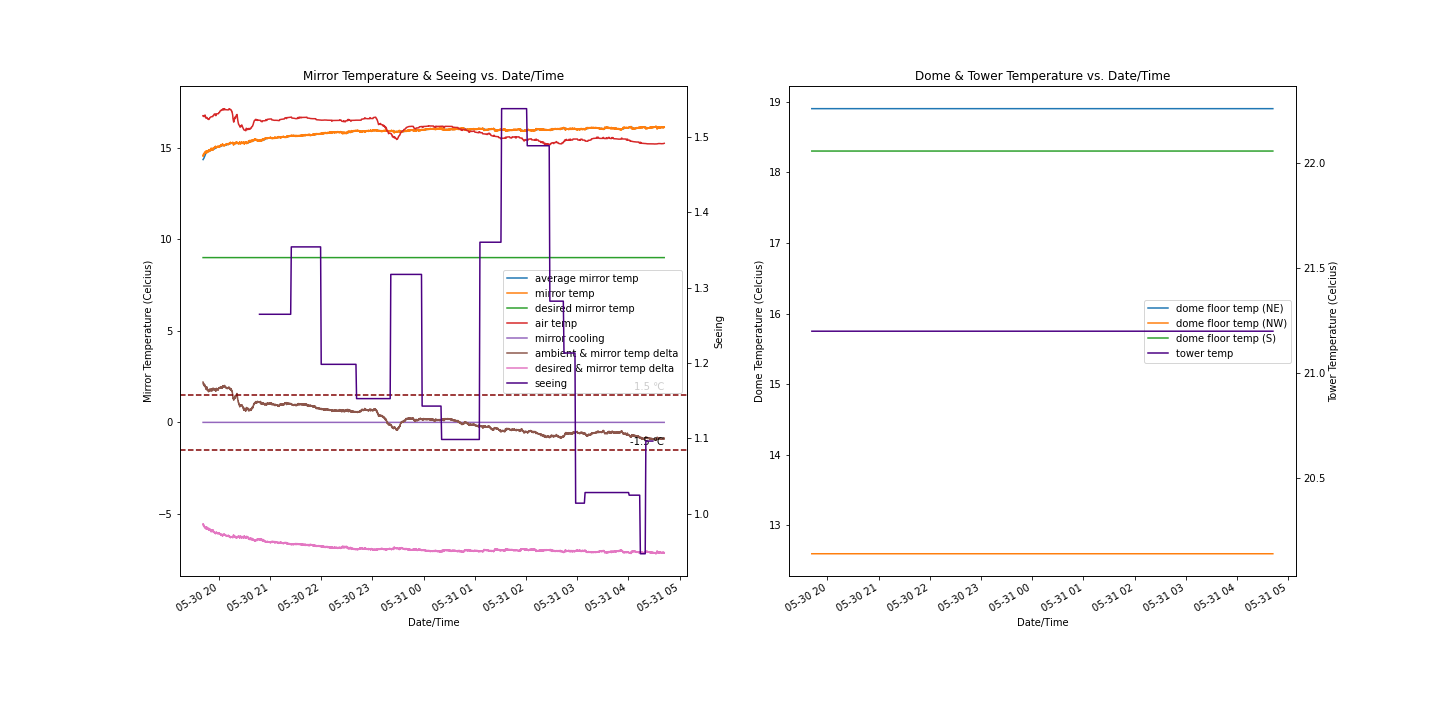 Mirror Temperature & Seeing vs. Date/Time
Mirror Temperature (Celcius)
15
10
5
0
−5
1.5
1.4
1.3
1.2
1.1
1.0
Seeing
average mirror temp
mirror temp
desired mirror temp
air temp
mirror cooling
ambient & mirror temp delta
desired & mirror temp delta
seeing
1.5 °C
-1.5 °C
05-30 20
05-30 21
05-30 22
05-30 23
05-31 00
05-31 01
05-31 02
05-31 03
05-31 04
05-31 05
Date/Time
Dome & Tower Temperature vs. Date/Time
Dome Temperature (Celcius)
19
18
17
16
15
14
13
22.0
21.5
21.0
20.5
Tower Temperature (Celcius)
dome floor temp (NE)
dome floor temp (NW)
dome floor temp (S)
tower temp
05-30 20
05-30 21
05-30 22
05-30 23
05-31 00
05-31 01
05-31 02
05-31 03
05-31 04
05-31 05
Date/Time